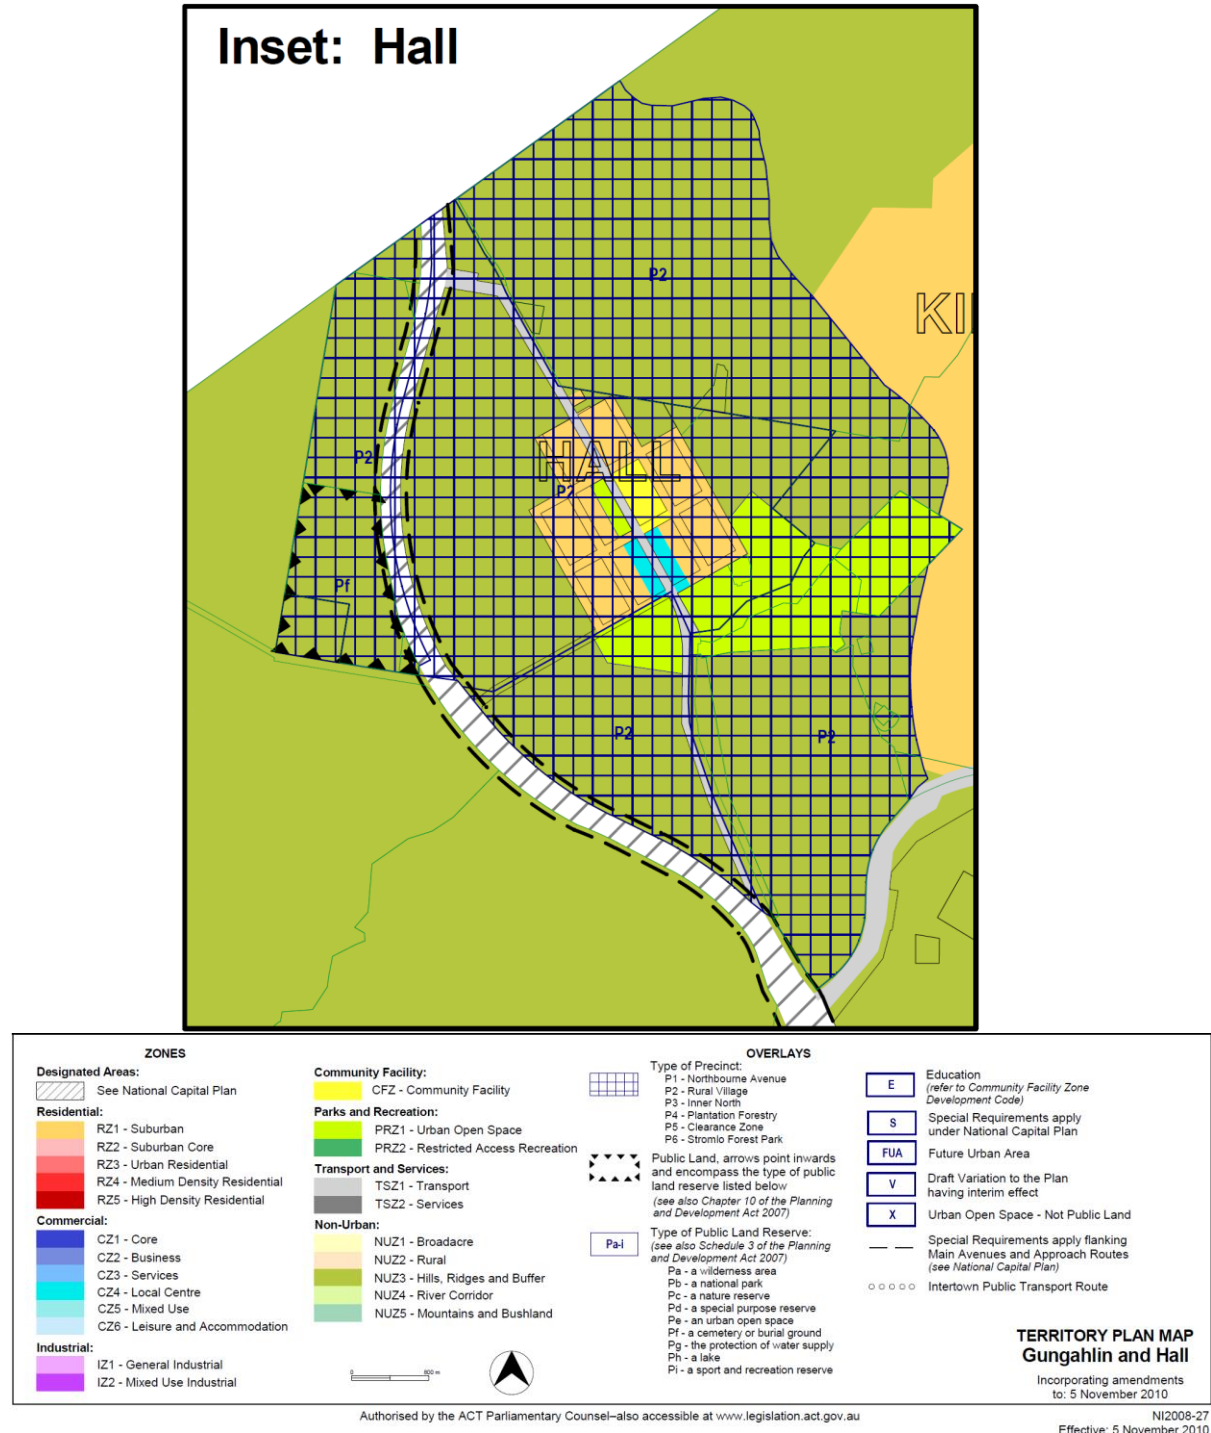 Inset: Hall
P2
KI
HALL
P2
P2
Pf
P2
P2
ZONES
Designated Areas:
See National Capital Plan
Residential:
RZ1 - Suburban
RZ2 - Suburban Core
RZ3 - Urban Residential
RZ4 - Medium Density Residential
RZ5 - High Density Residential
Commercial:
CZ1 - Core
CZ2 - Business
CZ3 - Services
CZ4 - Local Centre
CZ5 - Mixed Use
CZ6 - Leisure and Accommodation
Industrial:
IZ1 - General Industrial
IZ2 - Mixed Use Industrial
Community Facility:
CFZ - Community Facility
Parks and Recreation:
PRZ1 - Urban Open Space
PRZ2 - Restricted Access Recreation
Transport and Services:
TSZ1 - Transport
TSZ2 - Services
Non-Urban:
NUZ1 - Broadacre
NUZ2 - Rural
NUZ3 - Hills, Ridges and Buffer
NUZ4 - River Corridor
NUZ5 - Mountains and Bushland
0 800 m
OVERLAYS
Type of Precinct:
P1 - Northbourne Avenue
P2 - Rural Village
P3 - Inner North
P4 - Plantation Forestry
P5 - Clearance Zone
P6 - Stromlo Forest Park
Public Land, arrows point inwards
and encompass the type of public
land reserve listed below
(see also Chapter 10 of the Planning
and Development Act 2007)
Pa-i
Type of Public Land Reserve:
(see also Schedule 3 of the Planning
and Development Act 2007)
Pa - a wilderness area
Pb - a national park
Pc - a nature reserve
Pd - a special purpose reserve
Pe - an urban open space
Pf - a cemetery or burial ground
Pg - the protection of water supply
Ph - a lake
Pi - a sport and recreation reserve
E
Education
(refer to Community Facility Zone
Development Code)
S
Special Requirements apply
under National Capital Plan
FUA
Future Urban Area
V
Draft Variation to the Plan
having interim effect
X
Urban Open Space - Not Public Land
Special Requirements apply flanking
Main Avenues and Approach Routes
(see National Capital Plan)
Intertown Public Transport Route
TERRITORY PLAN MAP
Gungahlin and Hall
Incorporating amendments
to: 5 November 2010
Authorised by the ACT Parliamentary Counsel–also accessible at www.legislation.act.gov.au
NI2008-27
Effective: 5 November 2010